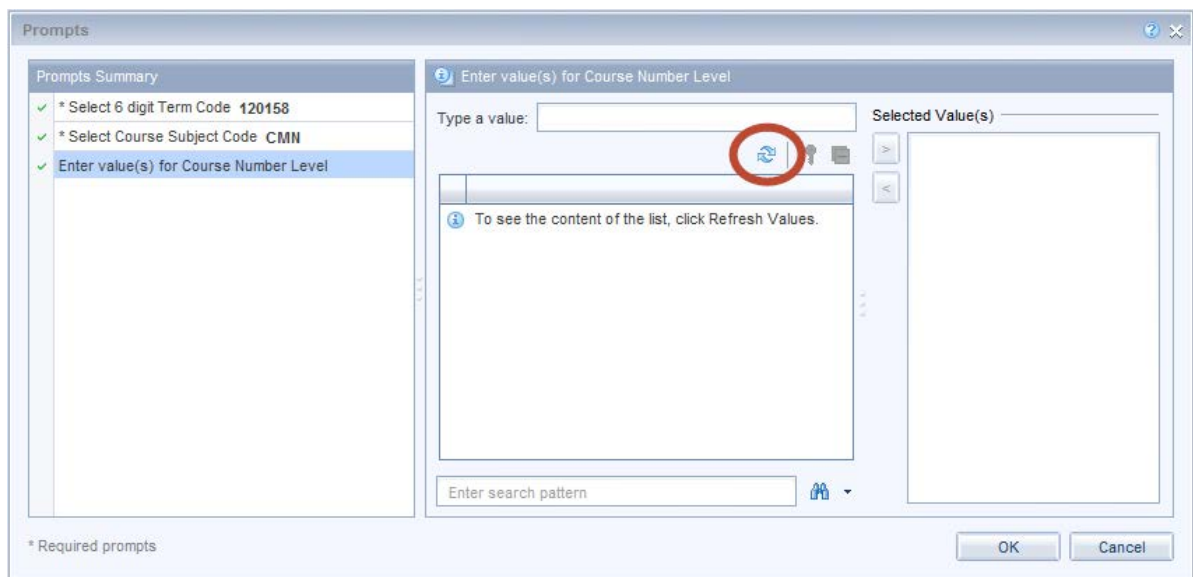 Prompts
Prompts Summary
* Select 6 digit Term Code 120158
* Select Course Subject Code CMN
Enter value(s) for Course Number Level
Enter value(s) for Course Number Level
Type a value:
Selected Value(s)
>
<
To see the content of the list, click Refresh Values.
Enter search pattern
* Required prompts
OK
Cancel